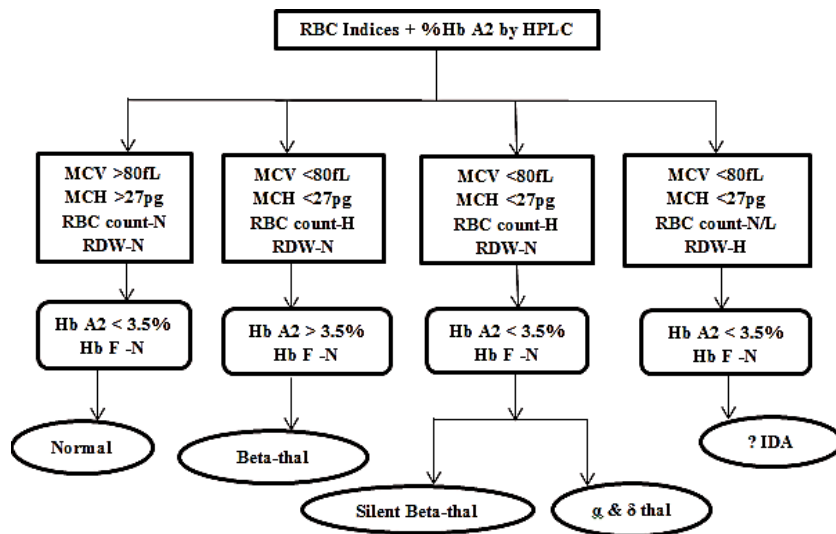 RBC Indices + %Hb A2 by HPLC
MCV >80fL
MCH >27pg
RBC count-N
RDW-N
MCV <80fL
MCH <27pg
RBC count-H
RDW-N
MCV <80fL
MCH <27pg
RBC count-H
RDW-N
MCV <80fL
MCH <27pg
RBC count-N/L
RDW-H
Hb A2 < 3.5%
Hb F -N
Hb A2 > 3.5%
Hb F -N
Hb A2 < 3.5%
Hb F -N
Hb A2 < 3.5%
Hb F -N
Normal
Beta-thal
Silent Beta-thal
α & δ thal
? IDA